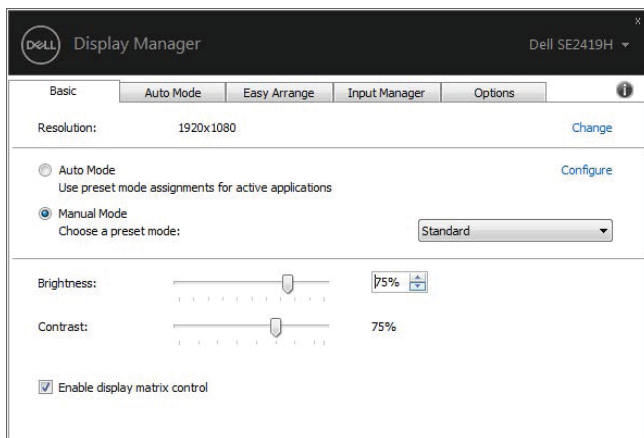 x
DELL Display Manager Dell SE2419H
Basic Auto Mode Easy Arrange Input Manager Options i
Resolution: 1920x1080 Change
Auto Mode Configure
Use preset mode assignments for active applications
Manual Mode
Choose a preset mode: Standard
Brightness: 75%
Contrast: 75%
Enable display matrix control